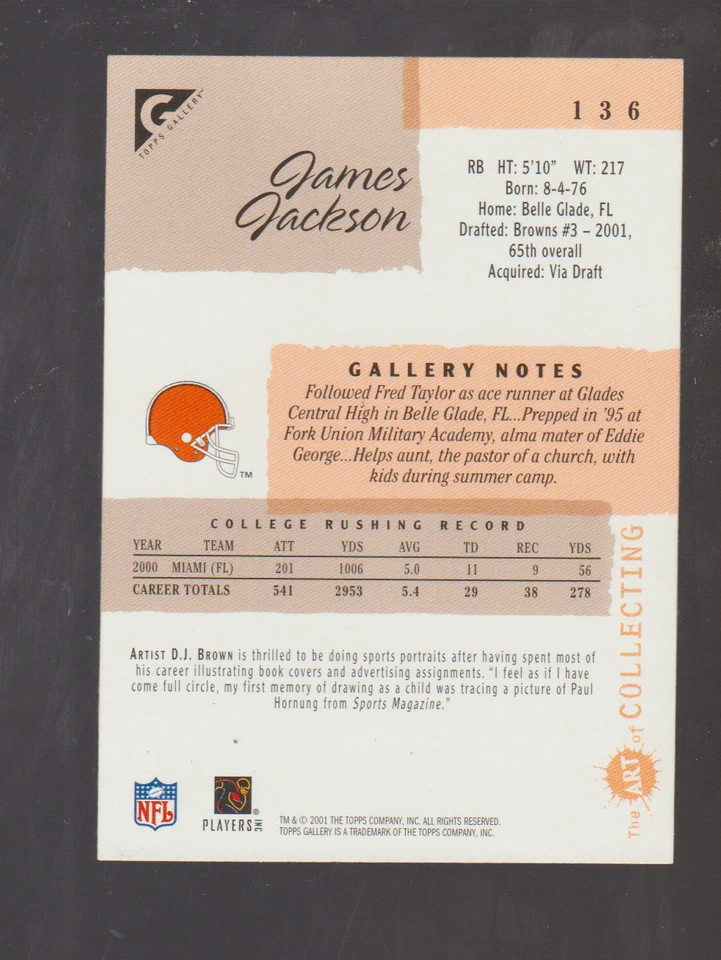 G
TOPPS GALLERY™
136
James
Jackson
RB HT: 5'10" WT: 217
Born: 8-4-76
Home: Belle Glade, FL
Drafted: Browns #3 – 2001,
65th overall
Acquired: Via Draft
GALLERY NOTES
Followed Fred Taylor as ace runner at Glades
Central High in Belle Glade, FL...Prepped in '95 at
Fork Union Military Academy, alma mater of Eddie
George...Helps aunt, the pastor of a church, with
kids during summer camp.
TM
COLLEGE RUSHING RECORD
YEAR TEAM ATT YDS AVG TD REC YDS
2000 MIAMI (FL) 201 1006 5.0 11 9 56
CAREER TOTALS 541 2953 5.4 29 38 278
The ART of COLLECTING
ARTIST D.J. BROWN is thrilled to be doing sports portraits after having spent most of
his career illustrating book covers and advertising assignments. "I feel as if I have
come full circle, my first memory of drawing as a child was tracing a picture of Paul
Hornung from Sports Magazine."
NFL
PLAYERS INC ®
TM & © 2001 THE TOPPS COMPANY, INC. ALL RIGHTS RESERVED.
TOPPS GALLERY IS A TRADEMARK OF THE TOPPS COMPANY, INC.